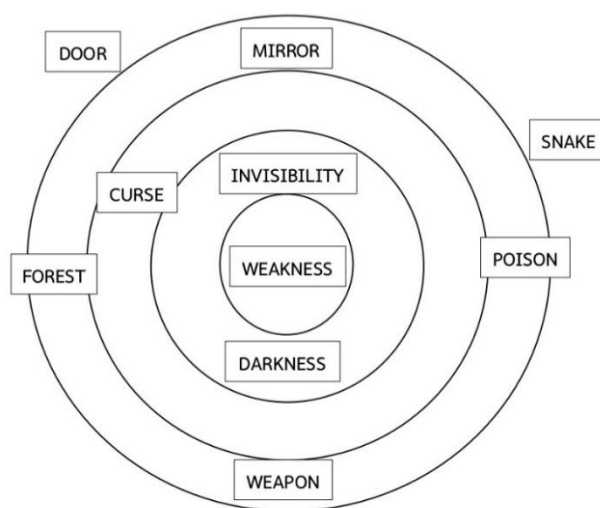 DOOR
MIRROR
SNAKE
INVISIBILITY
CURSE
WEAKNESS
POISON
FOREST
DARKNESS
WEAPON